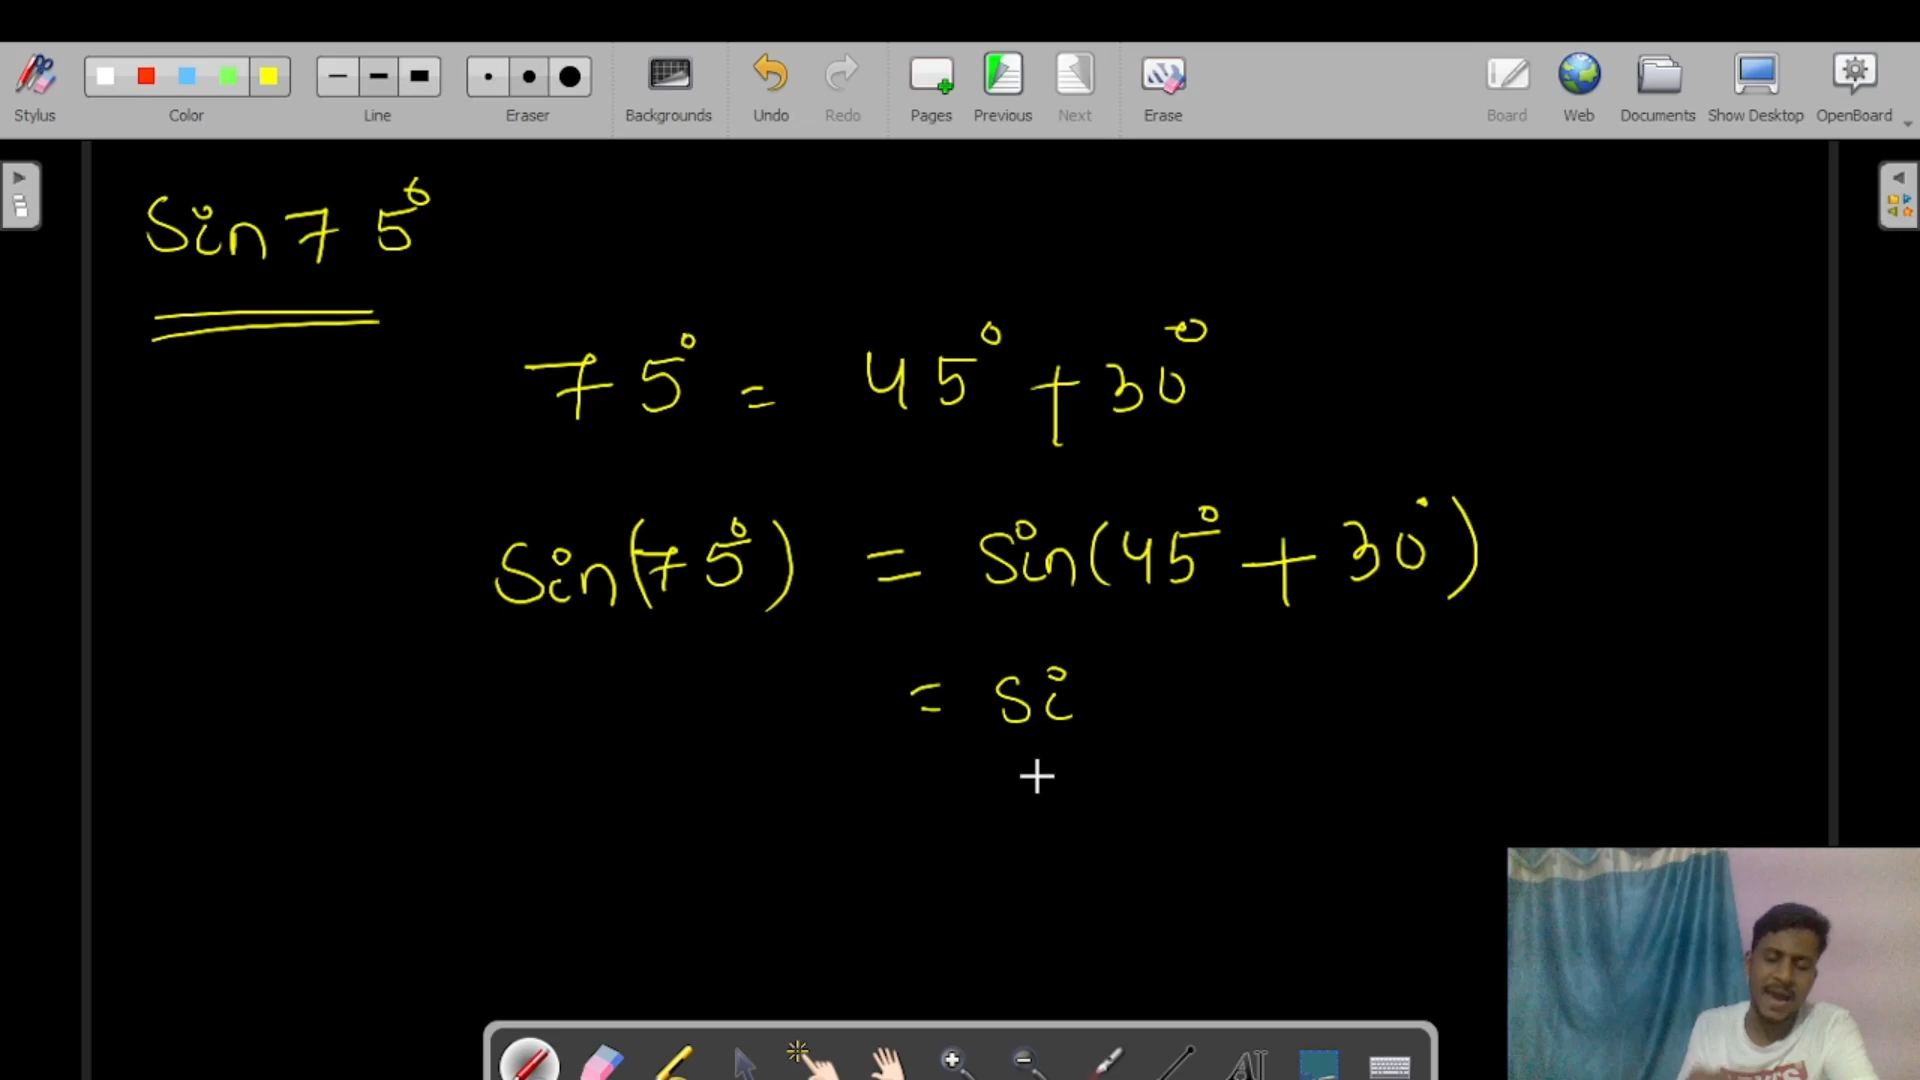 Stylus Color Line Eraser Backgrounds Undo Redo Pages Previous Next Erase Board Web Documents Show Desktop OpenBoard
Sin 75°
75° = 45° + 30°
Sin(75°) = Sin(45° + 30°)
= Si